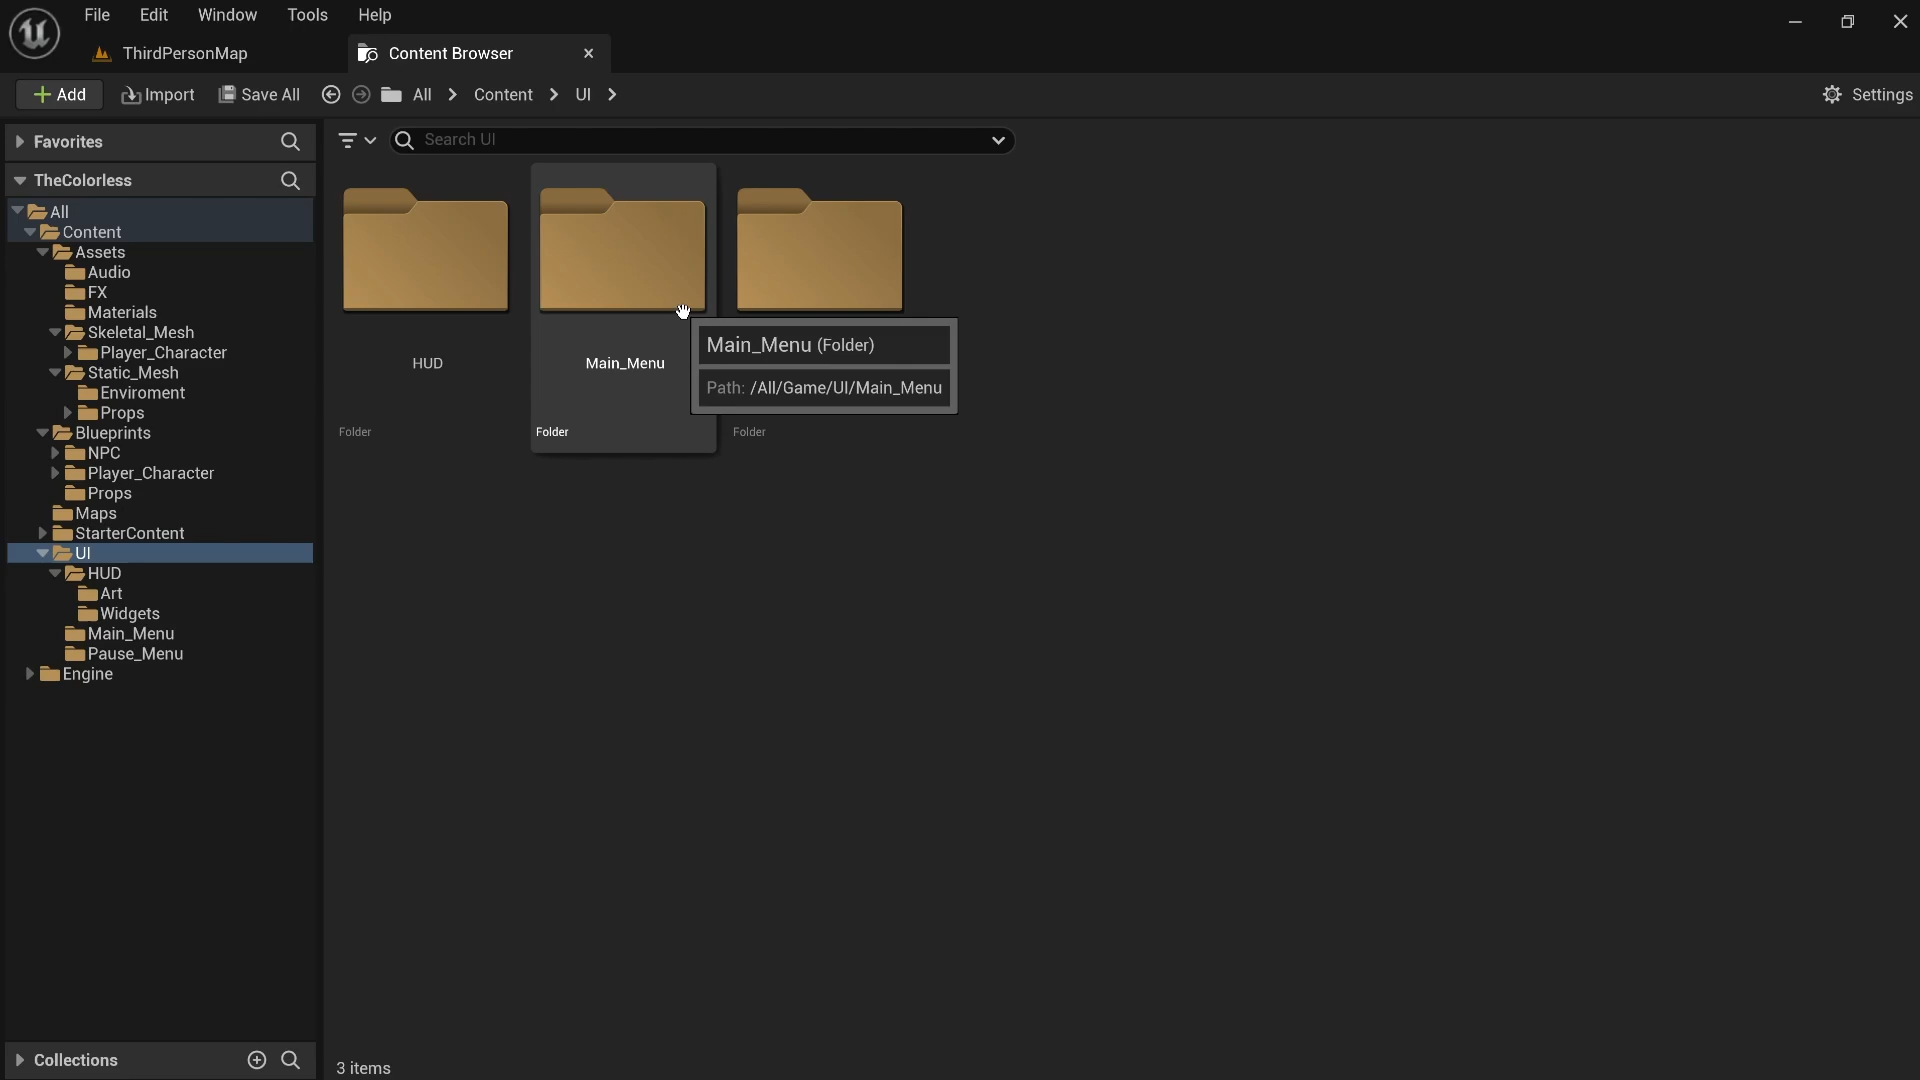 File Edit Window Tools Help
ThirdPersonMap Content Browser
Add Import Save All All Content UI Settings
Favorites
Search UI
TheColorless
All
Content
Assets
Audio
FX
Materials
Skeletal_Mesh
Player_Character
Static_Mesh
Enviroment
Props
Blueprints
NPC
Player_Character
Props
Maps
StarterContent
UI
HUD
Art
Widgets
Main_Menu
Pause_Menu
Engine
HUD
Main_Menu
Main_Menu (Folder)
Path: /All/Game/UI/Main_Menu
Folder Folder Folder
Collections
3 items